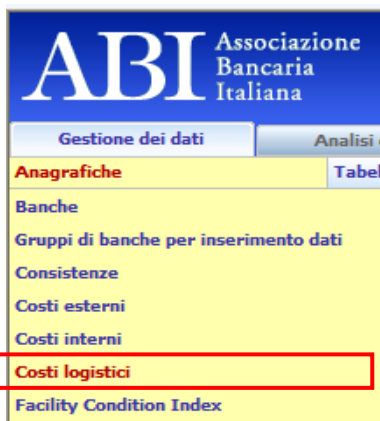 ABI Associazione
Bancaria
Italiana
Gestione dei dati Analisi
Anagrafiche
Banche
Gruppi di banche per inserimento dati
Consistenze
Costi esterni
Costi interni
Costi logistici
Facility Condition Index